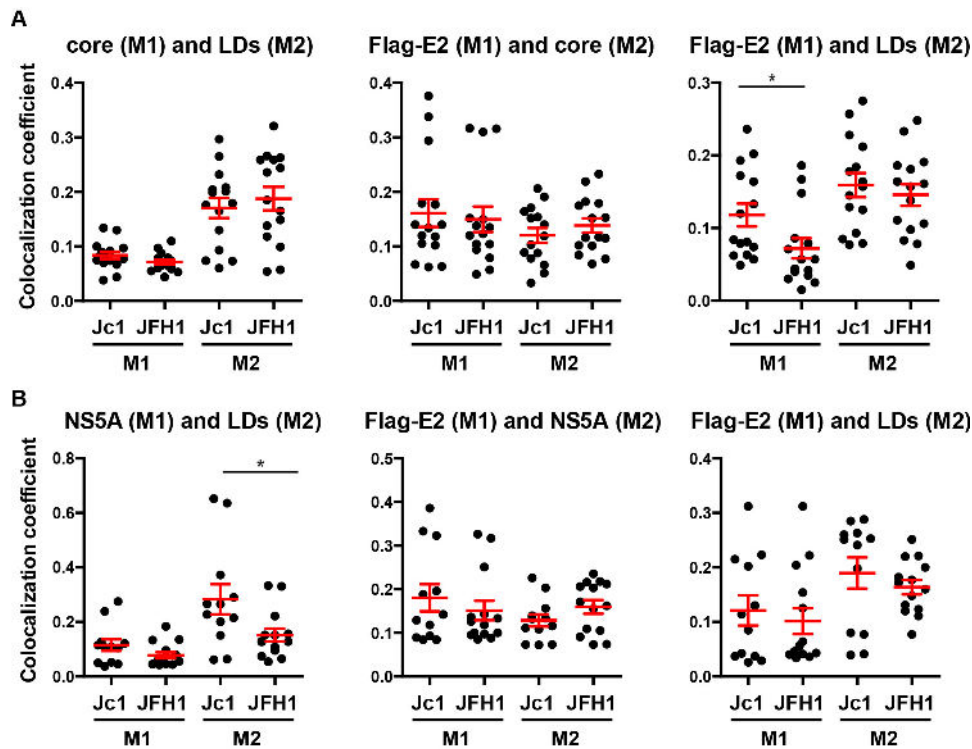 A
core (M1) and LDs (M2) Flag-E2 (M1) and core (M2) Flag-E2 (M1) and LDs (M2)
Colocalization coefficient
0.4 0.4 0.3
*
0.3 0.3
0.2
0.2 0.2
0.1
0.1 0.1
0.0 0.0 0.0
Jc1 JFH1 Jc1 JFH1 Jc1 JFH1 Jc1 JFH1 Jc1 JFH1 Jc1 JFH1
M1 M2 M1 M2 M1 M2
B
NS5A (M1) and LDs (M2) Flag-E2 (M1) and NS5A (M2) Flag-E2 (M1) and LDs (M2)
Colocalization coefficient
0.8 0.5 0.4
*
0.4
0.6 0.3
0.3
0.4 0.2
0.2
0.2 0.1
0.1
0.0 0.0 0.0
Jc1 JFH1 Jc1 JFH1 Jc1 JFH1 Jc1 JFH1 Jc1 JFH1 Jc1 JFH1
M1 M2 M1 M2 M1 M2